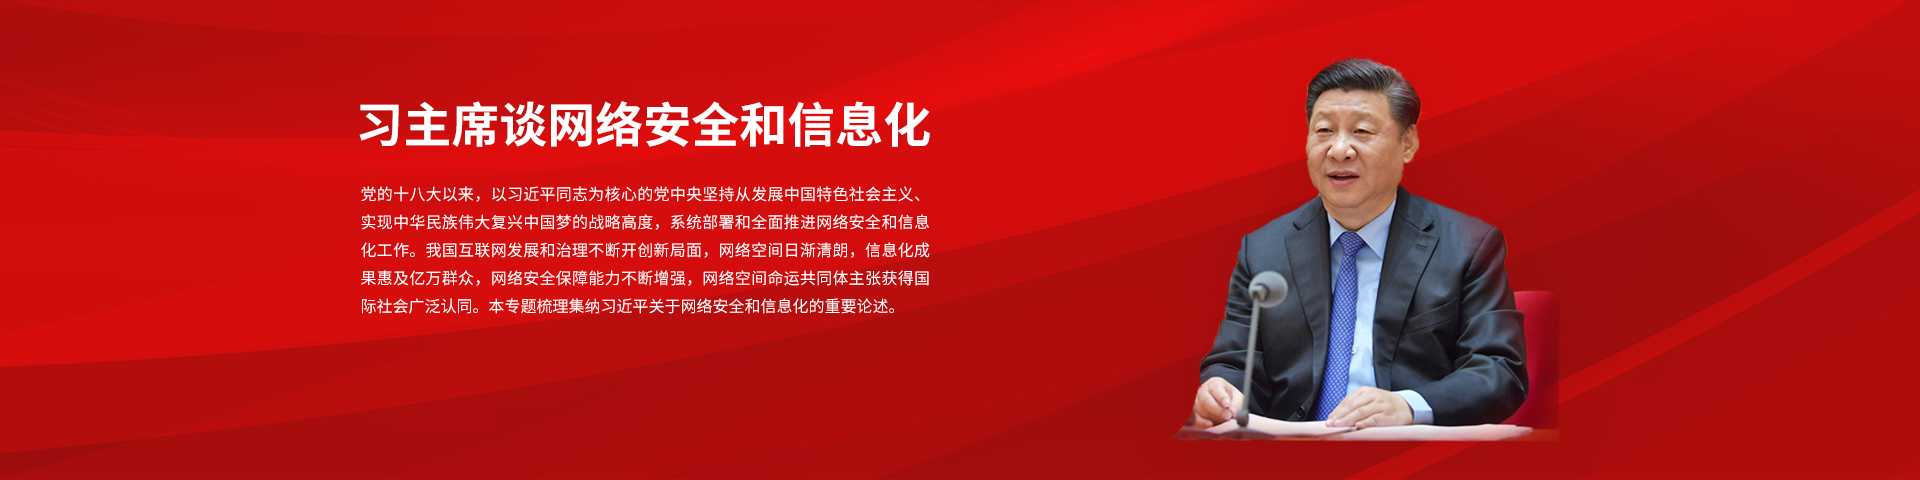 习主席谈网络安全和信息化
党的十八大以来，以习近平同志为核心的党中央坚持从发展中国特色社会主义、
实现中华民族伟大复兴中国梦的战略高度，系统部署和全面推进网络安全和信息
化工作。我国互联网发展和治理不断开创新局面，网络空间日渐清朗，信息化成
果惠及亿万群众，网络安全保障能力不断增强，网络空间命运共同体主张获得国
际社会广泛认同。本专题梳理集纳习近平关于网络安全和信息化的重要论述。